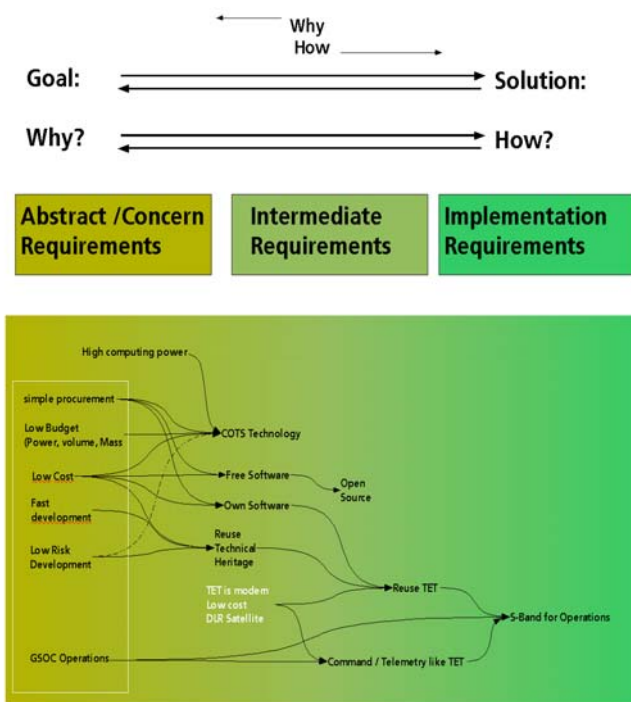 Why
How
Goal:
Solution:
Why?
How?
Abstract /Concern
Requirements
Intermediate
Requirements
Implementation
Requirements
High computing power
simple procurement
Low Budget
(Power, volume, Mass
COTS Technology
Low Cost
Free Software
Open
Source
Fast
development
Own Software
Reuse
Technical
Heritage
Low Risk
Development
TET is modern
Low cost
DLR Satellite
Reuse TET
S-Band for Operations
GSOC Operations
Command / Telemetry like TET